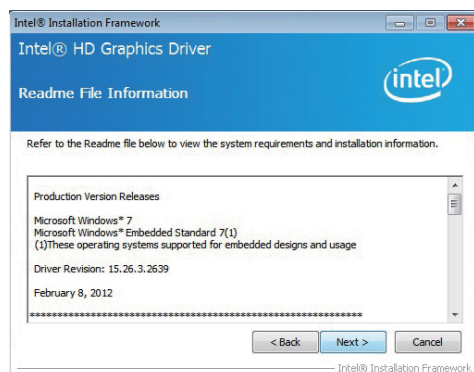 Intel® Installation Framework
Intel® HD Graphics Driver
Readme File Information
intel
Refer to the Readme file below to view the system requirements and installation information.
Production Version Releases
Microsoft Windows* 7
Microsoft Windows* Embedded Standard 7(1)
(1)These operating systems supported for embedded designs and usage
Driver Revision: 15.26.3.2639
February 8, 2012
************************************************************
< Back Next > Cancel
Intel® Installation Framework